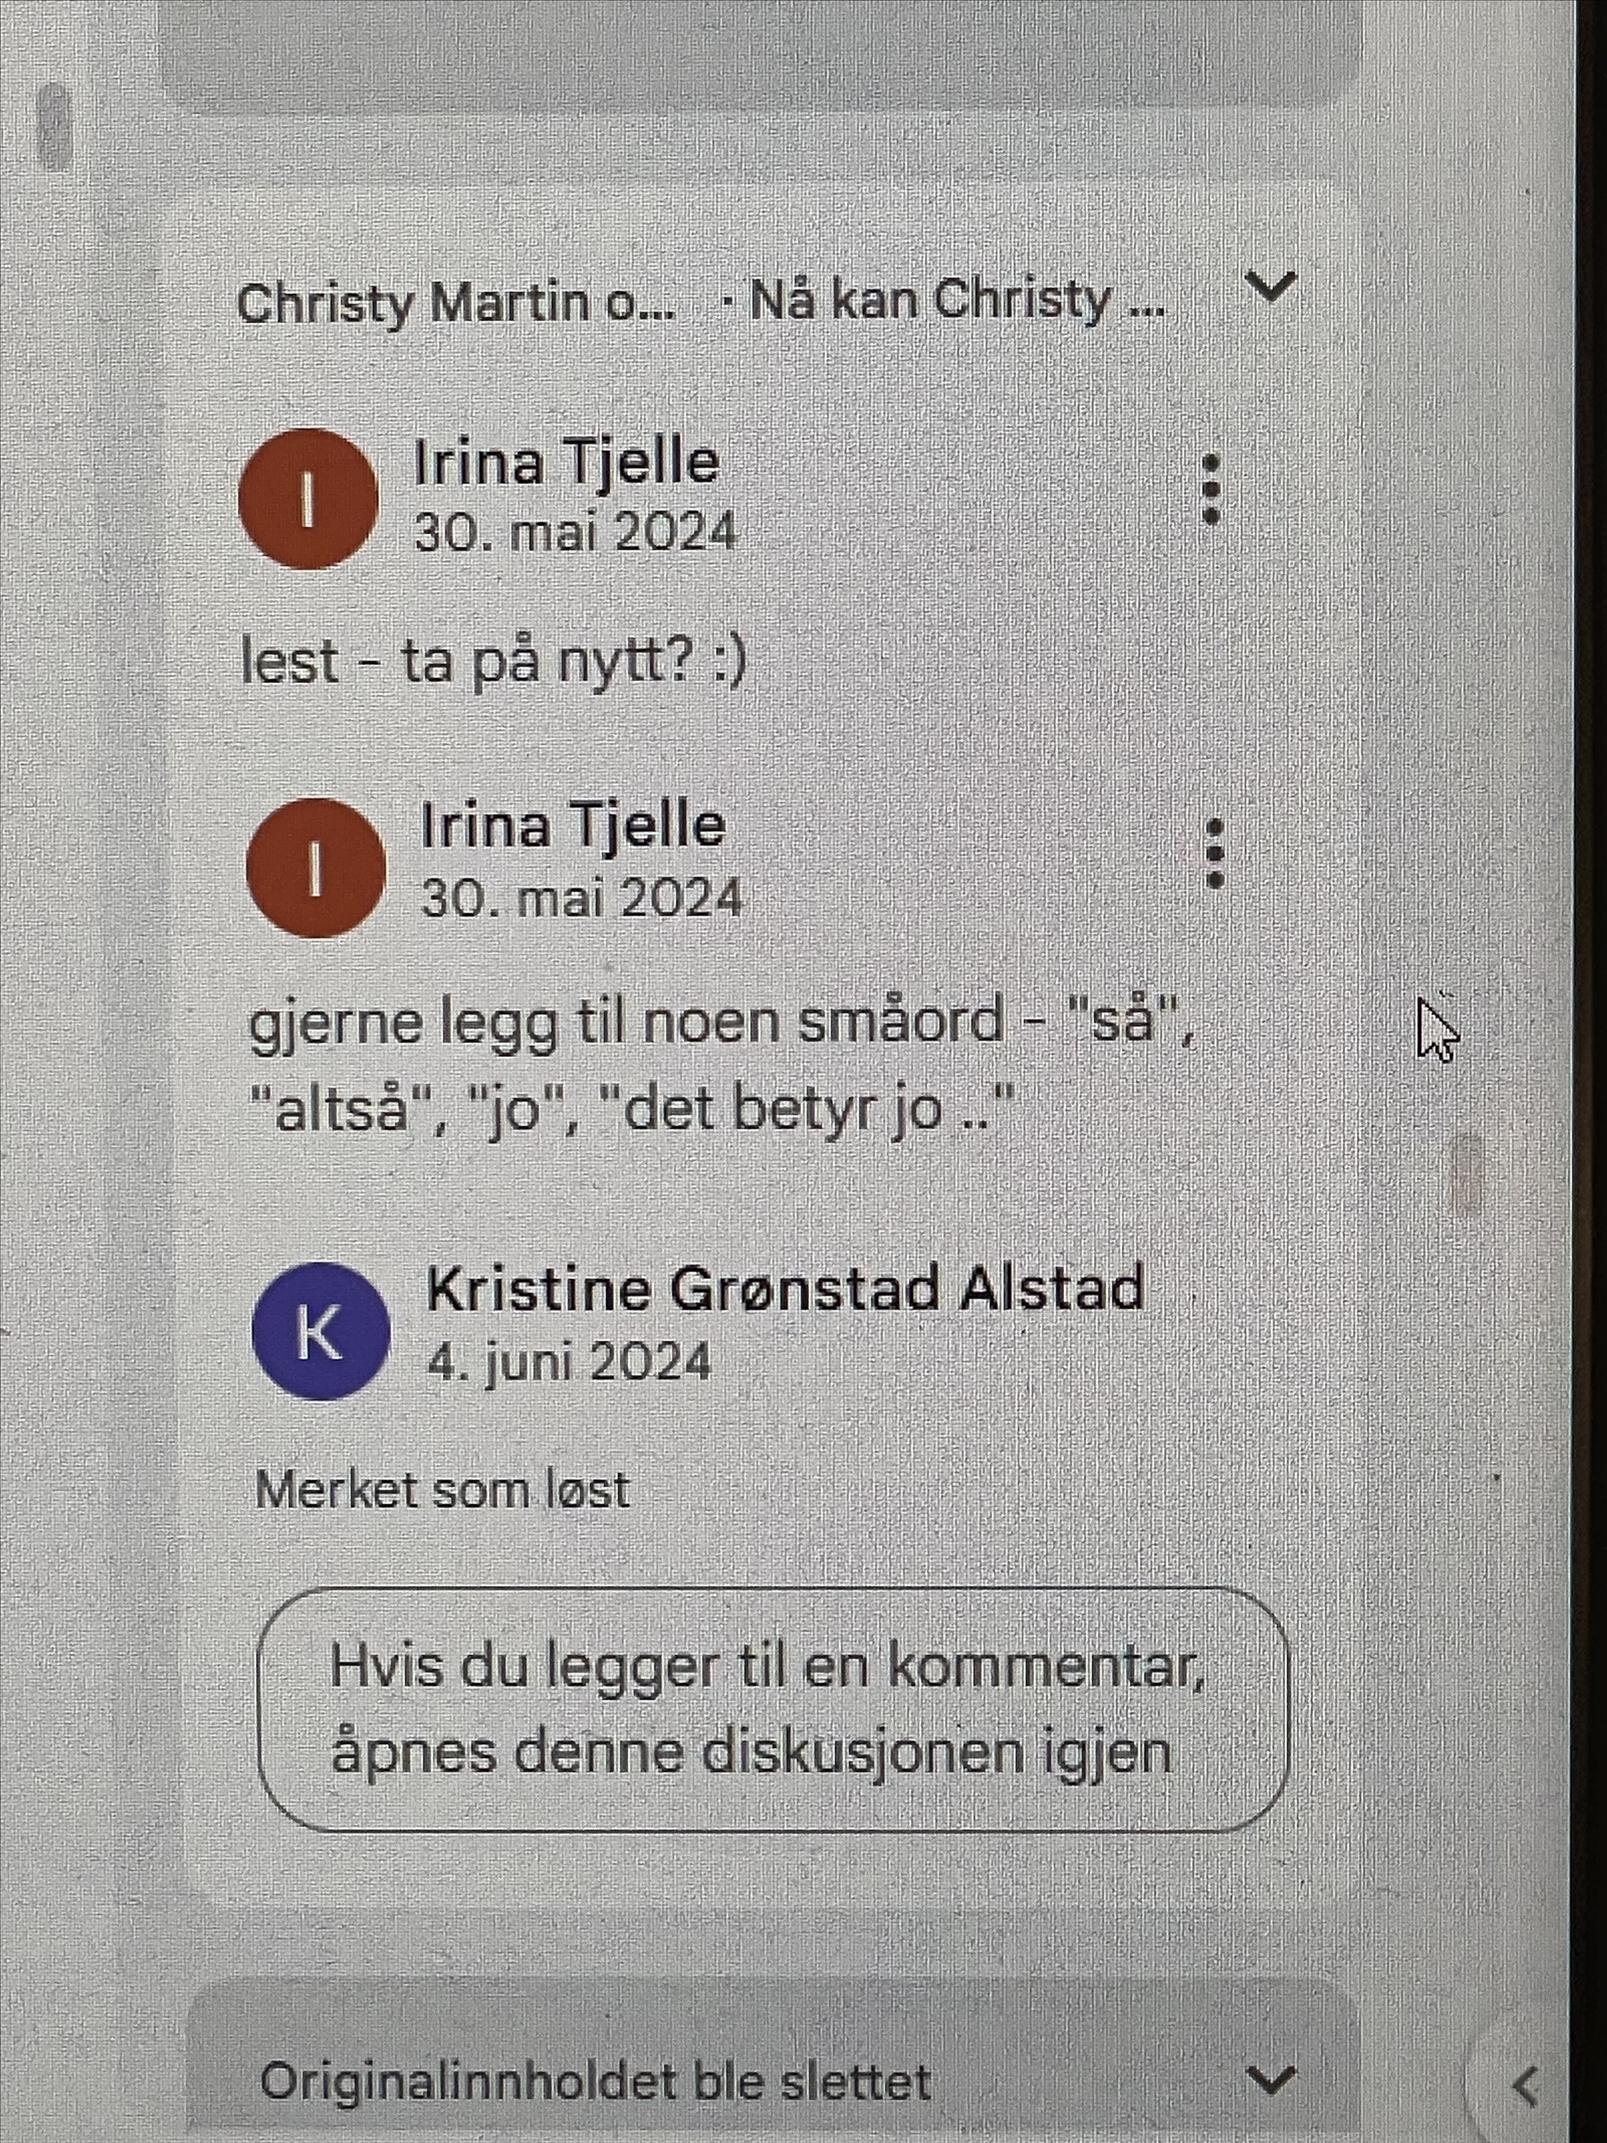 Christy Martin o... · Nå kan Christy ...
I
Irina Tjelle
30. mai 2024
lest - ta på nytt? :)
I
Irina Tjelle
30. mai 2024
gjerne legg til noen småord - "så",
"altså", "jo", "det betyr jo .."
K
Kristine Grønstad Alstad
4. juni 2024
Merket som løst
Hvis du legger til en kommentar,
åpnes denne diskusjonen igjen
Originalinnholdet ble slettet